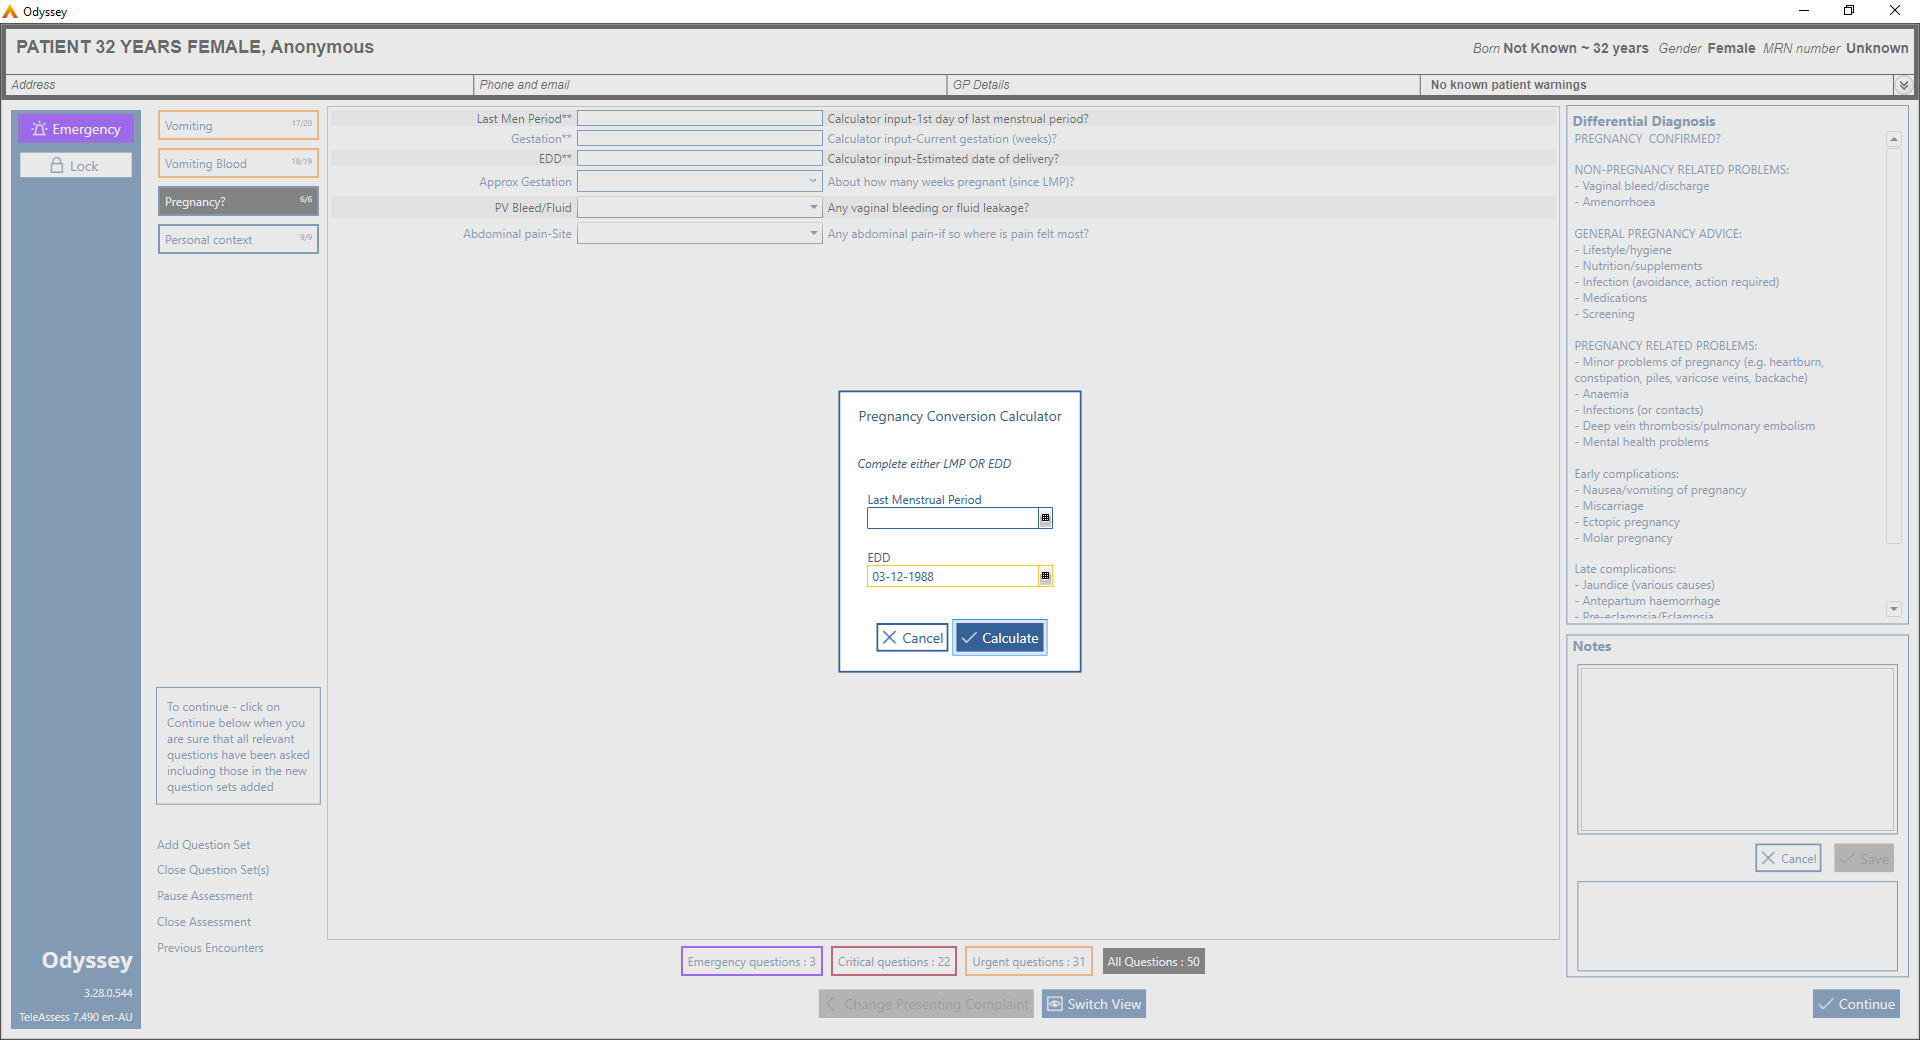 Odyssey
PATIENT 32 YEARS FEMALE, Anonymous
Born Not Known ~ 32 years Gender Female MRN number Unknown
Address
Phone and email
GP Details
No known patient warnings
Emergency
Lock
Vomiting 17/20
Vomiting Blood 18/19
Pregnancy? 6/6
Personal context 9/9
Last Men Period** Calculator input-1st day of last menstrual period?
Gestation** Calculator input-Current gestation (weeks)?
EDD** Calculator input-Estimated date of delivery?
Approx Gestation About how many weeks pregnant (since LMP)?
PV Bleed/Fluid Any vaginal bleeding or fluid leakage?
Abdominal pain-Site Any abdominal pain-if so where is pain felt most?
Pregnancy Conversion Calculator
Complete either LMP OR EDD
Last Menstrual Period
EDD
03-12-1988
Cancel
Calculate
Differential Diagnosis
PREGNANCY CONFIRMED?
NON-PREGNANCY RELATED PROBLEMS:
- Vaginal bleed/discharge
- Amenorrhoea
GENERAL PREGNANCY ADVICE:
- Lifestyle/hygiene
- Nutrition/supplements
- Infection (avoidance, action required)
- Medications
- Screening
PREGNANCY RELATED PROBLEMS:
- Minor problems of pregnancy (e.g. heartburn,
constipation, piles, varicose veins, backache)
- Anaemia
- Infections (or contacts)
- Deep vein thrombosis/pulmonary embolism
- Mental health problems
Early complications:
- Nausea/vomiting of pregnancy
- Miscarriage
- Ectopic pregnancy
- Molar pregnancy
Late complications:
- Jaundice (various causes)
- Antepartum haemorrhage
- Pre-eclampsia/Eclampsia
Notes
Cancel
Save
To continue - click on
Continue below when you
are sure that all relevant
questions have been asked
including those in the new
question sets added
Add Question Set
Close Question Set(s)
Pause Assessment
Close Assessment
Previous Encounters
Odyssey
3.28.0.544
TeleAssess 7.490 en-AU
Emergency questions : 3
Critical questions : 22
Urgent questions : 31
All Questions : 50
Change Presenting Complaint
Switch View
Continue